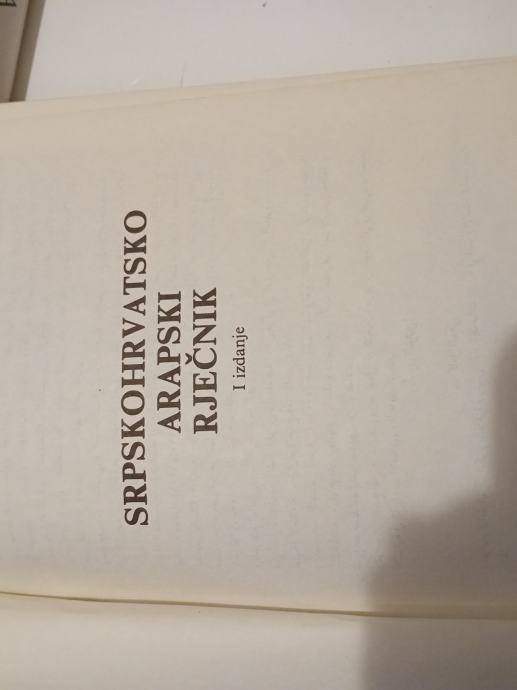 SRPSKOHRVATSKO
ARAPSKI
RJEČNIK
I izdanje